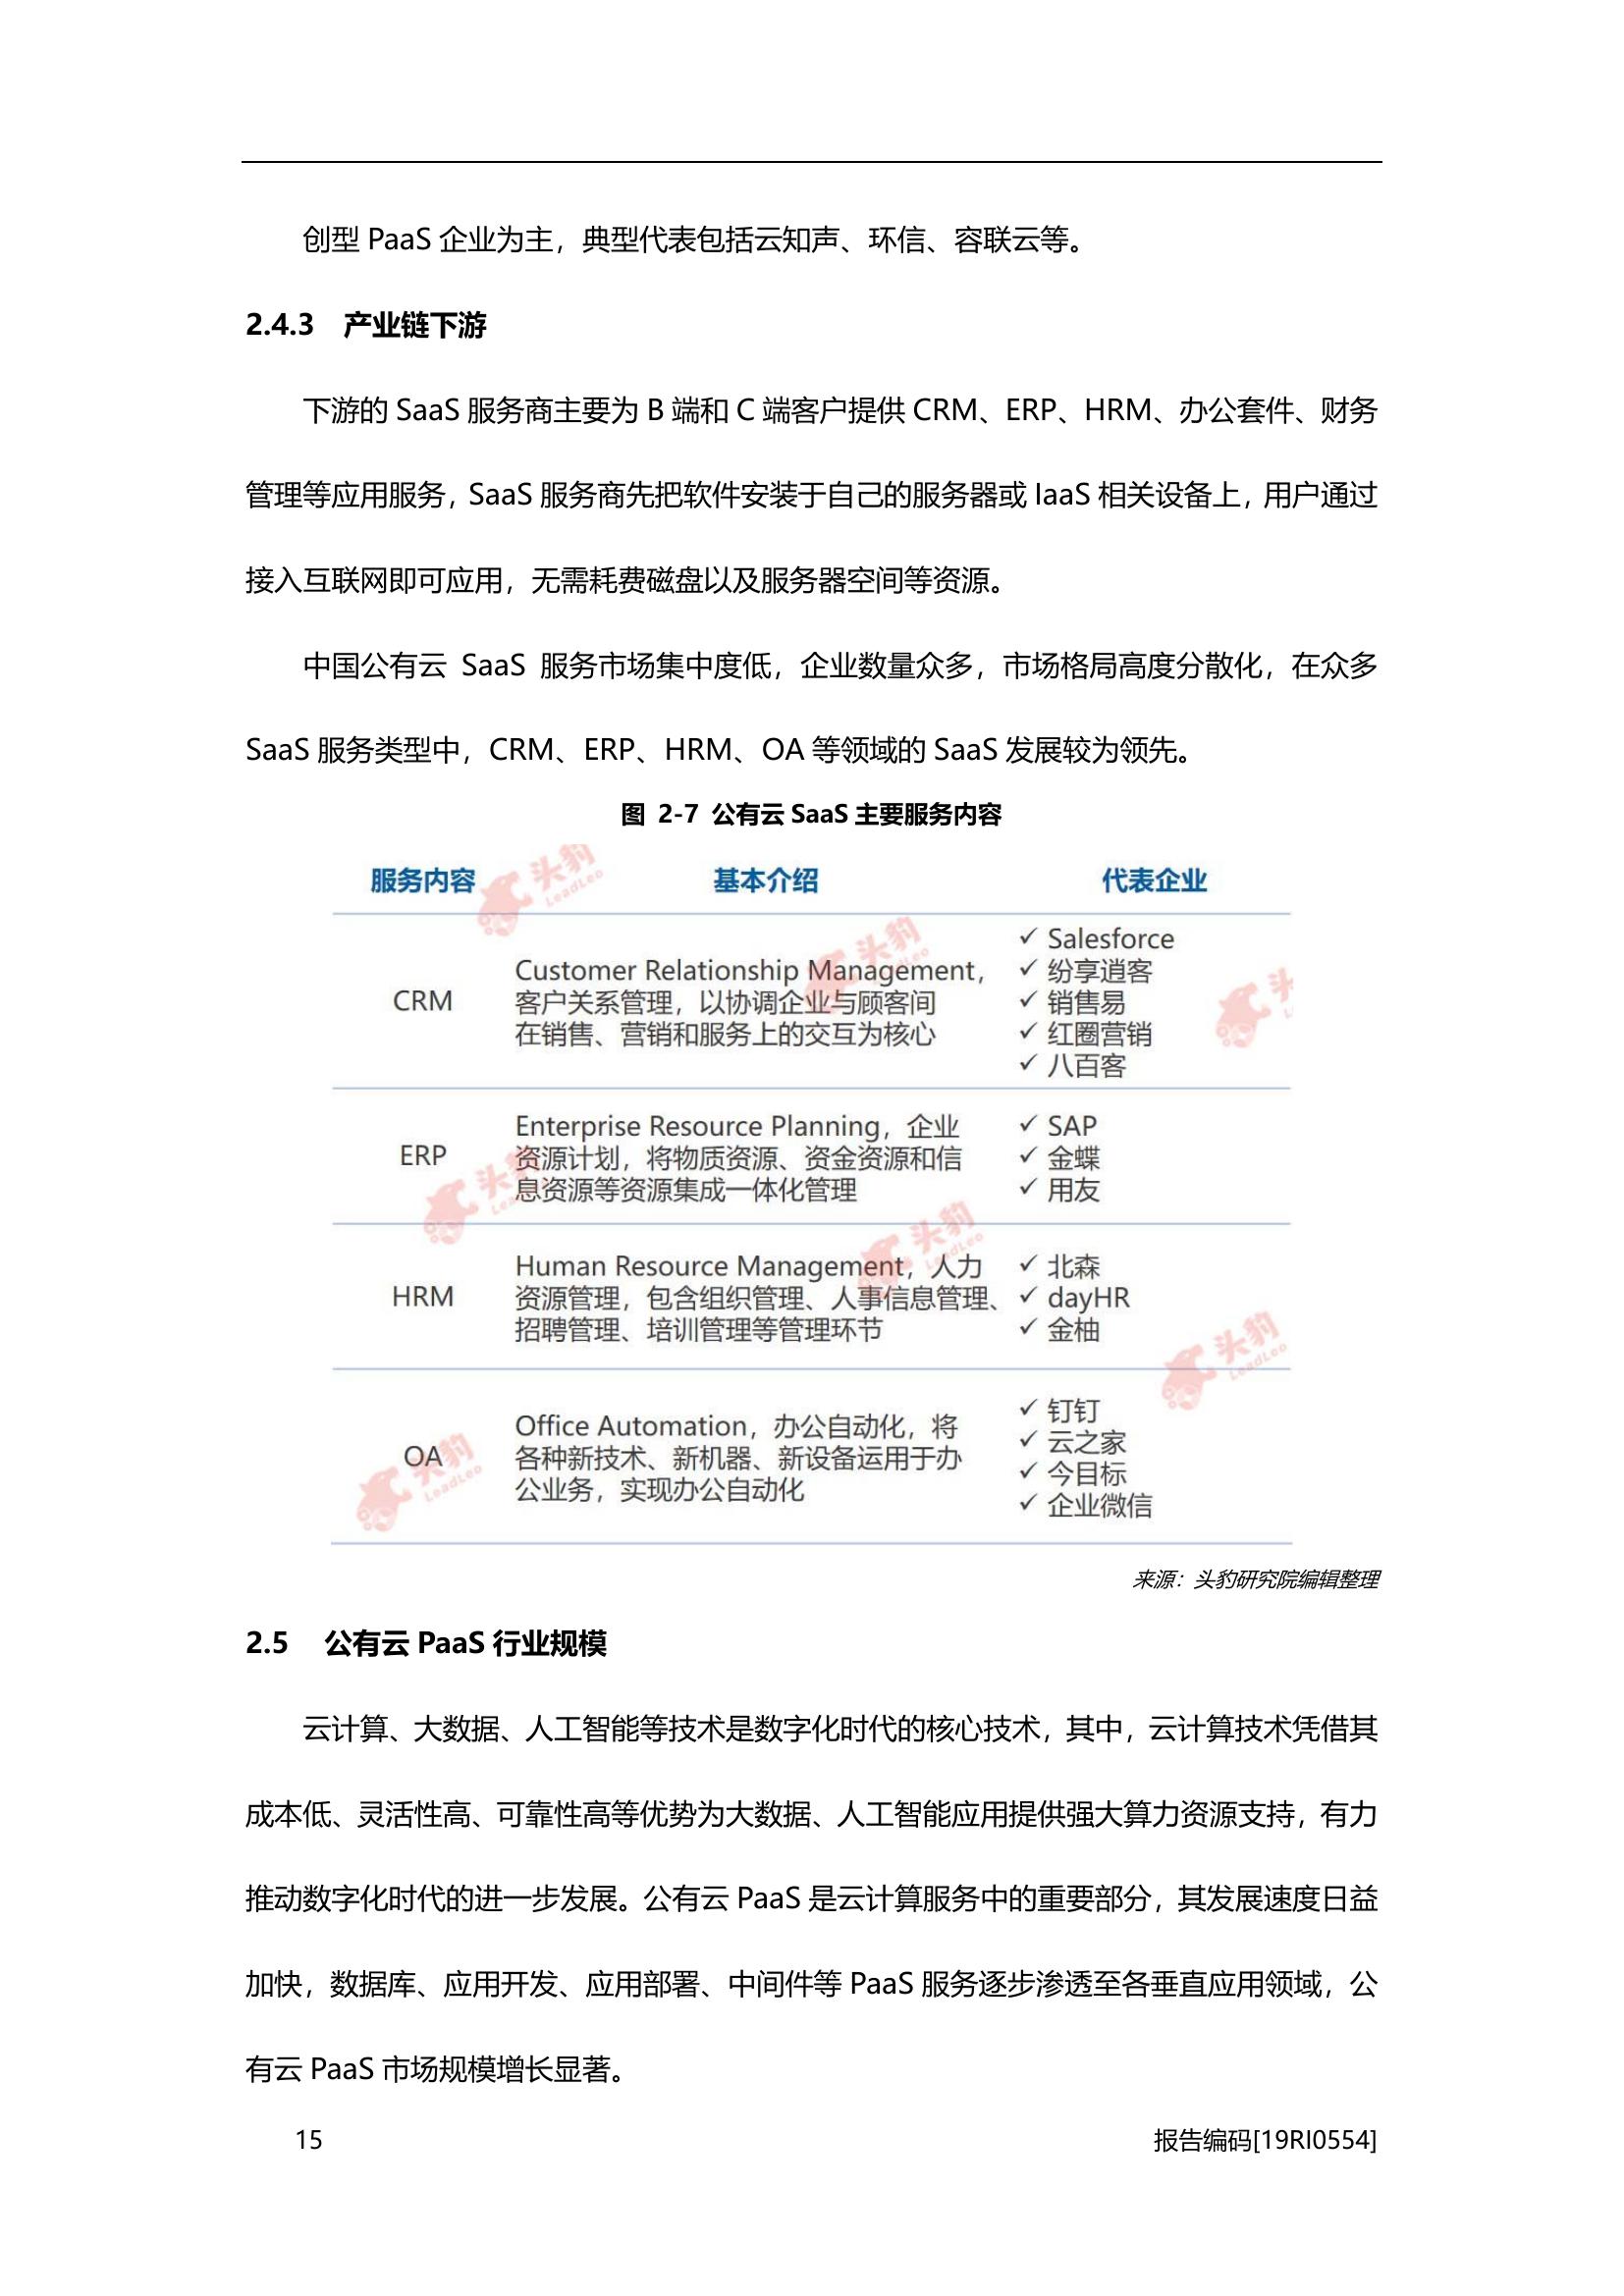 创型 PaaS 企业为主，典型代表包括云知声、环信、容联云等。
2.4.3 产业链下游
下游的 SaaS 服务商主要为 B 端和 C 端客户提供 CRM、ERP、HRM、办公套件、财务
管理等应用服务，SaaS 服务商先把软件安装于自己的服务器或 IaaS 相关设备上，用户通过
接入互联网即可应用，无需耗费磁盘以及服务器空间等资源。
中国公有云 SaaS 服务市场集中度低，企业数量众多，市场格局高度分散化，在众多
SaaS 服务类型中，CRM、ERP、HRM、OA 等领域的 SaaS 发展较为领先。
图 2-7 公有云 SaaS 主要服务内容
服务内容 基本介绍 代表企业
CRM
Customer Relationship Management，
客户关系管理，以协调企业与顾客间
在销售、营销和服务上的交互为核心
✓ Salesforce
✓ 纷享逍客
✓ 销售易
✓ 红圈营销
✓ 八百客
ERP
Enterprise Resource Planning，企业
资源计划，将物质资源、资金资源和信
息资源等资源集成一体化管理
✓ SAP
✓ 金蝶
✓ 用友
HRM
Human Resource Management，人力
资源管理，包含组织管理、人事信息管理、
招聘管理、培训管理等管理环节
✓ 北森
✓ dayHR
✓ 金柚
OA
Office Automation，办公自动化，将
各种新技术、新机器、新设备运用于办
公业务，实现办公自动化
✓ 钉钉
✓ 云之家
✓ 今目标
✓ 企业微信
头豹
LeadLeo
头豹
LeadLeo
头
头豹
LeadLeo
头豹
LeadLeo
头豹
LeadLeo
头豹
LeadLeo
来源：头豹研究院编辑整理
2.5 公有云 PaaS 行业规模
云计算、大数据、人工智能等技术是数字化时代的核心技术，其中，云计算技术凭借其
成本低、灵活性高、可靠性高等优势为大数据、人工智能应用提供强大算力资源支持，有力
推动数字化时代的进一步发展。公有云 PaaS 是云计算服务中的重要部分，其发展速度日益
加快，数据库、应用开发、应用部署、中间件等 PaaS 服务逐步渗透至各垂直应用领域，公
有云 PaaS 市场规模增长显著。
15 报告编码[19RI0554]